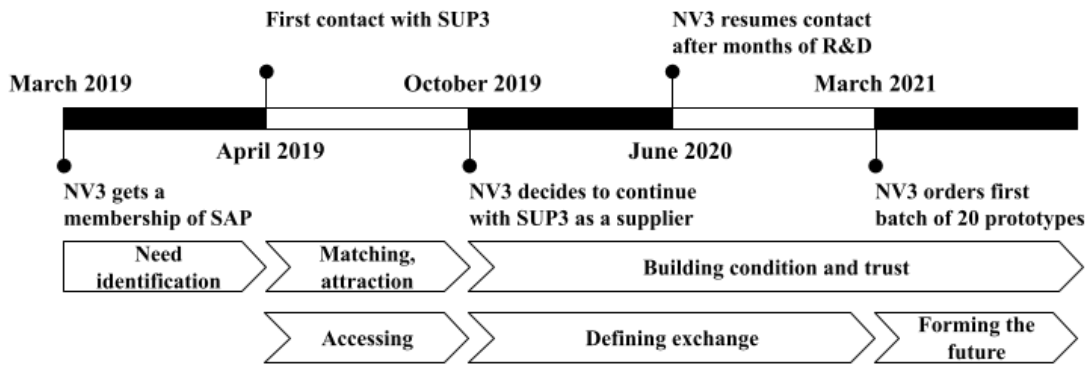 First contact with SUP3
NV3 resumes contact
after months of R&D
March 2019
October 2019
March 2021
April 2019
June 2020
NV3 gets a
membership of SAP
NV3 decides to continue
with SUP3 as a supplier
NV3 orders first
batch of 20 prototypes
Need
identification
Matching,
attraction
Building condition and trust
Accessing
Defining exchange
Forming the
future